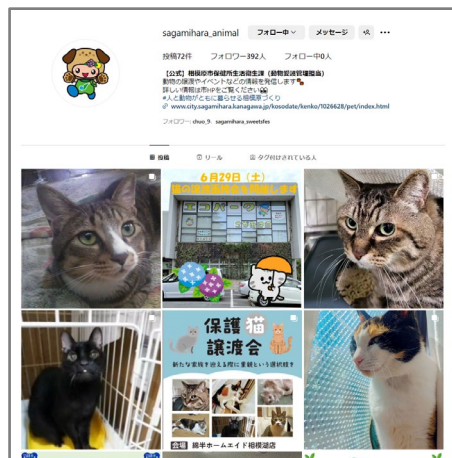 sagamihara_animal フォロー中 メッセージ
投稿72件 フォロワー392人 フォロー中0人
【公式】相模原市保健所生活衛生課（動物愛護管理担当）
動物の譲渡やイベントなどの情報を発信します
詳しい情報は市HPをご覧ください
#人と動物がともに暮らせる相模原づくり
www.city.sagamihara.kanagawa.jp/kosodate/kenko/1026628/pet/index.html
フォロワー: chuo_9、sagamihara_sweetsfes
投稿 リール タグ付けされている人
6月29日（土）
猫の譲渡会を開催します
保護猫
譲渡会
新たな家族を迎える際に里親という選択肢を
会場 綿半ホームエイド相模湖店